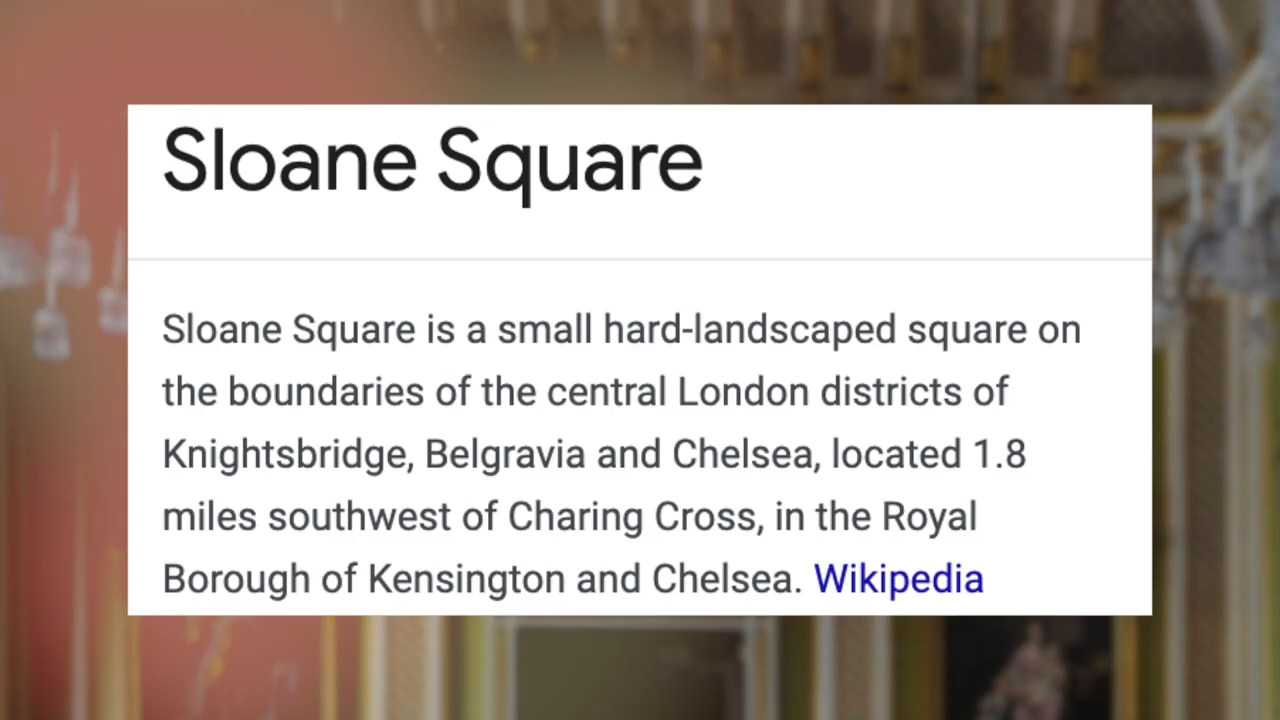 Sloane Square
Sloane Square is a small hard-landscaped square on
the boundaries of the central London districts of
Knightsbridge, Belgravia and Chelsea, located 1.8
miles southwest of Charing Cross, in the Royal
Borough of Kensington and Chelsea. Wikipedia